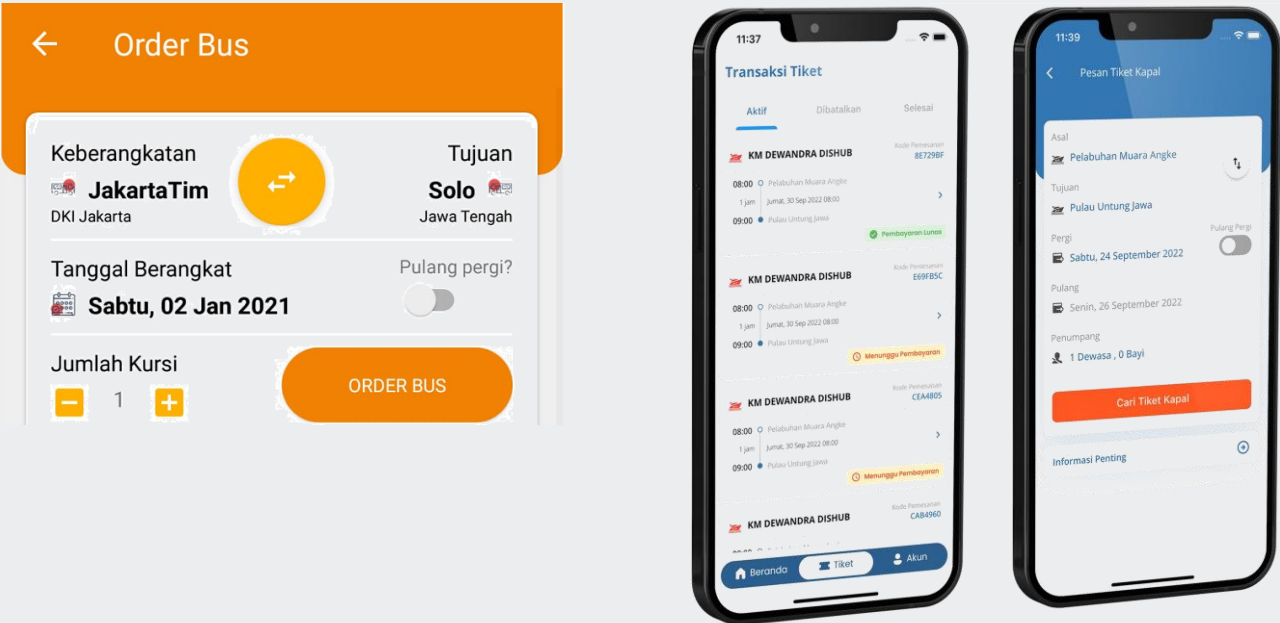 Order Bus
Keberangkatan
Tujuan
JakartaTim
Solo
DKI Jakarta
Jawa Tengah
Tanggal Berangkat
Pulang pergi?
Sabtu, 02 Jan 2021
Jumlah Kursi
1
ORDER BUS
11:37
Transaksi Tiket
Aktif
Dibatalkan
Selesai
KM DEWANDRA DISHUB
Kode Pemesanan
8E729BF
08:00 Pelabuhan Muara Angke
1 jam Jumat, 30 Sep 2022 08:00
09:00 Pulau Untung Jawa
Pembayaran Lunas
KM DEWANDRA DISHUB
Kode Pemesanan
E69FB5C
08:00 Pelabuhan Muara Angke
1 jam Jumat, 30 Sep 2022 08:00
09:00 Pulau Untung Jawa
Menunggu Pembayaran
KM DEWANDRA DISHUB
Kode Pemesanan
CEA4805
08:00 Pelabuhan Muara Angke
1 jam Jumat, 30 Sep 2022 08:00
09:00 Pulau Untung Jawa
Menunggu Pembayaran
KM DEWANDRA DISHUB
Kode Pemesanan
CAB4960
Beranda
Tiket
Akun
11:39
Pesan Tiket Kapal
Asal
Pelabuhan Muara Angke
Tujuan
Pulau Untung Jawa
Pergi
Pulang Pergi
Sabtu, 24 September 2022
Pulang
Senin, 26 September 2022
Penumpang
1 Dewasa , 0 Bayi
Cari Tiket Kapal
Informasi Penting